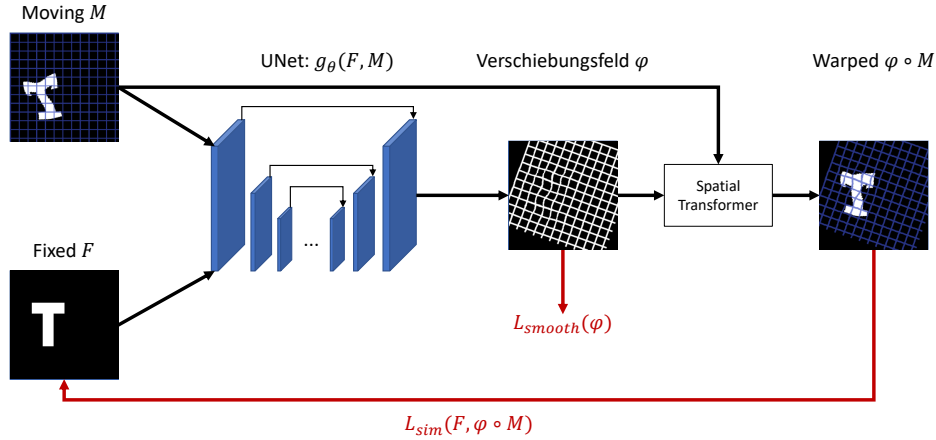 Moving M
UNet: g_θ(F, M)
Verschiebungsfeld φ
Warped φ ∘ M
Spatial
Transformer
...
Fixed F
L_smooth(φ)
L_sim(F, φ ∘ M)